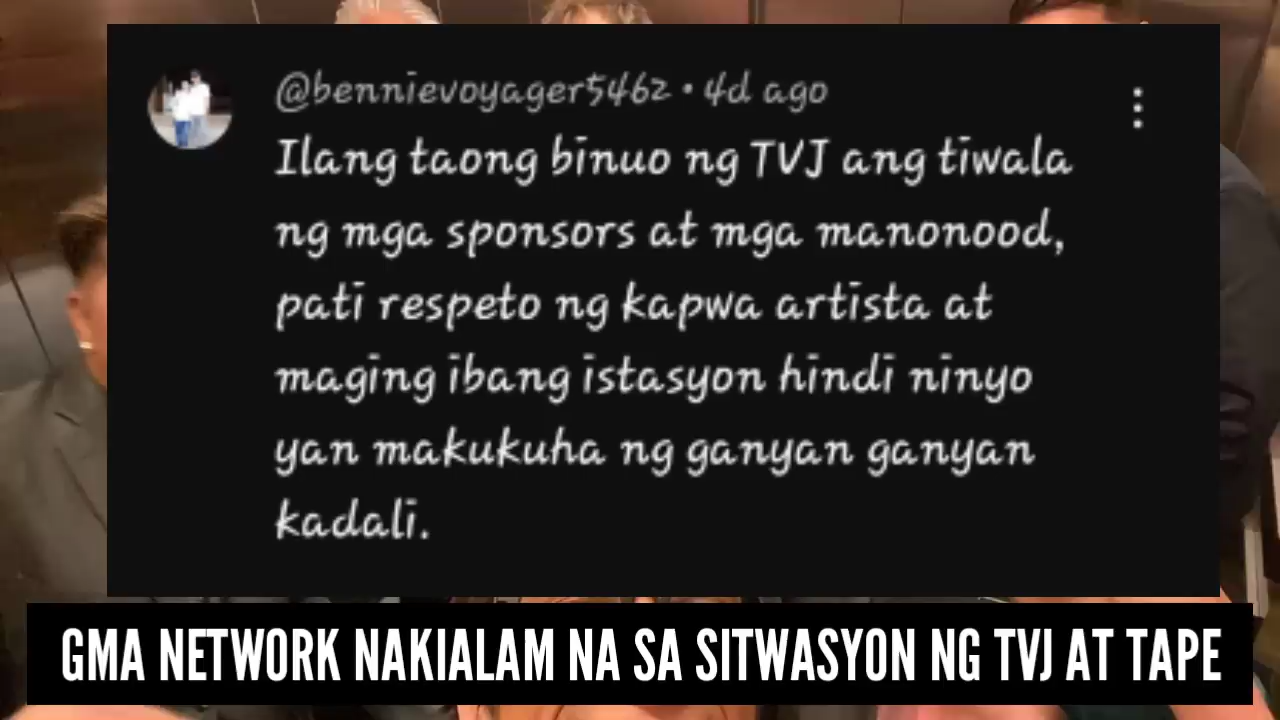 @bennievoyager5462 • 4d ago
Ilang taong binuo ng TVJ ang tiwala
ng mga sponsors at mga manonood,
pati respeto ng kapwa artista at
maging ibang istasyon hindi ninyo
yan makukuha ng ganyan ganyan
kadali.
GMA NETWORK NAKIALAM NA SA SITWASYON NG TVJ AT TAPE